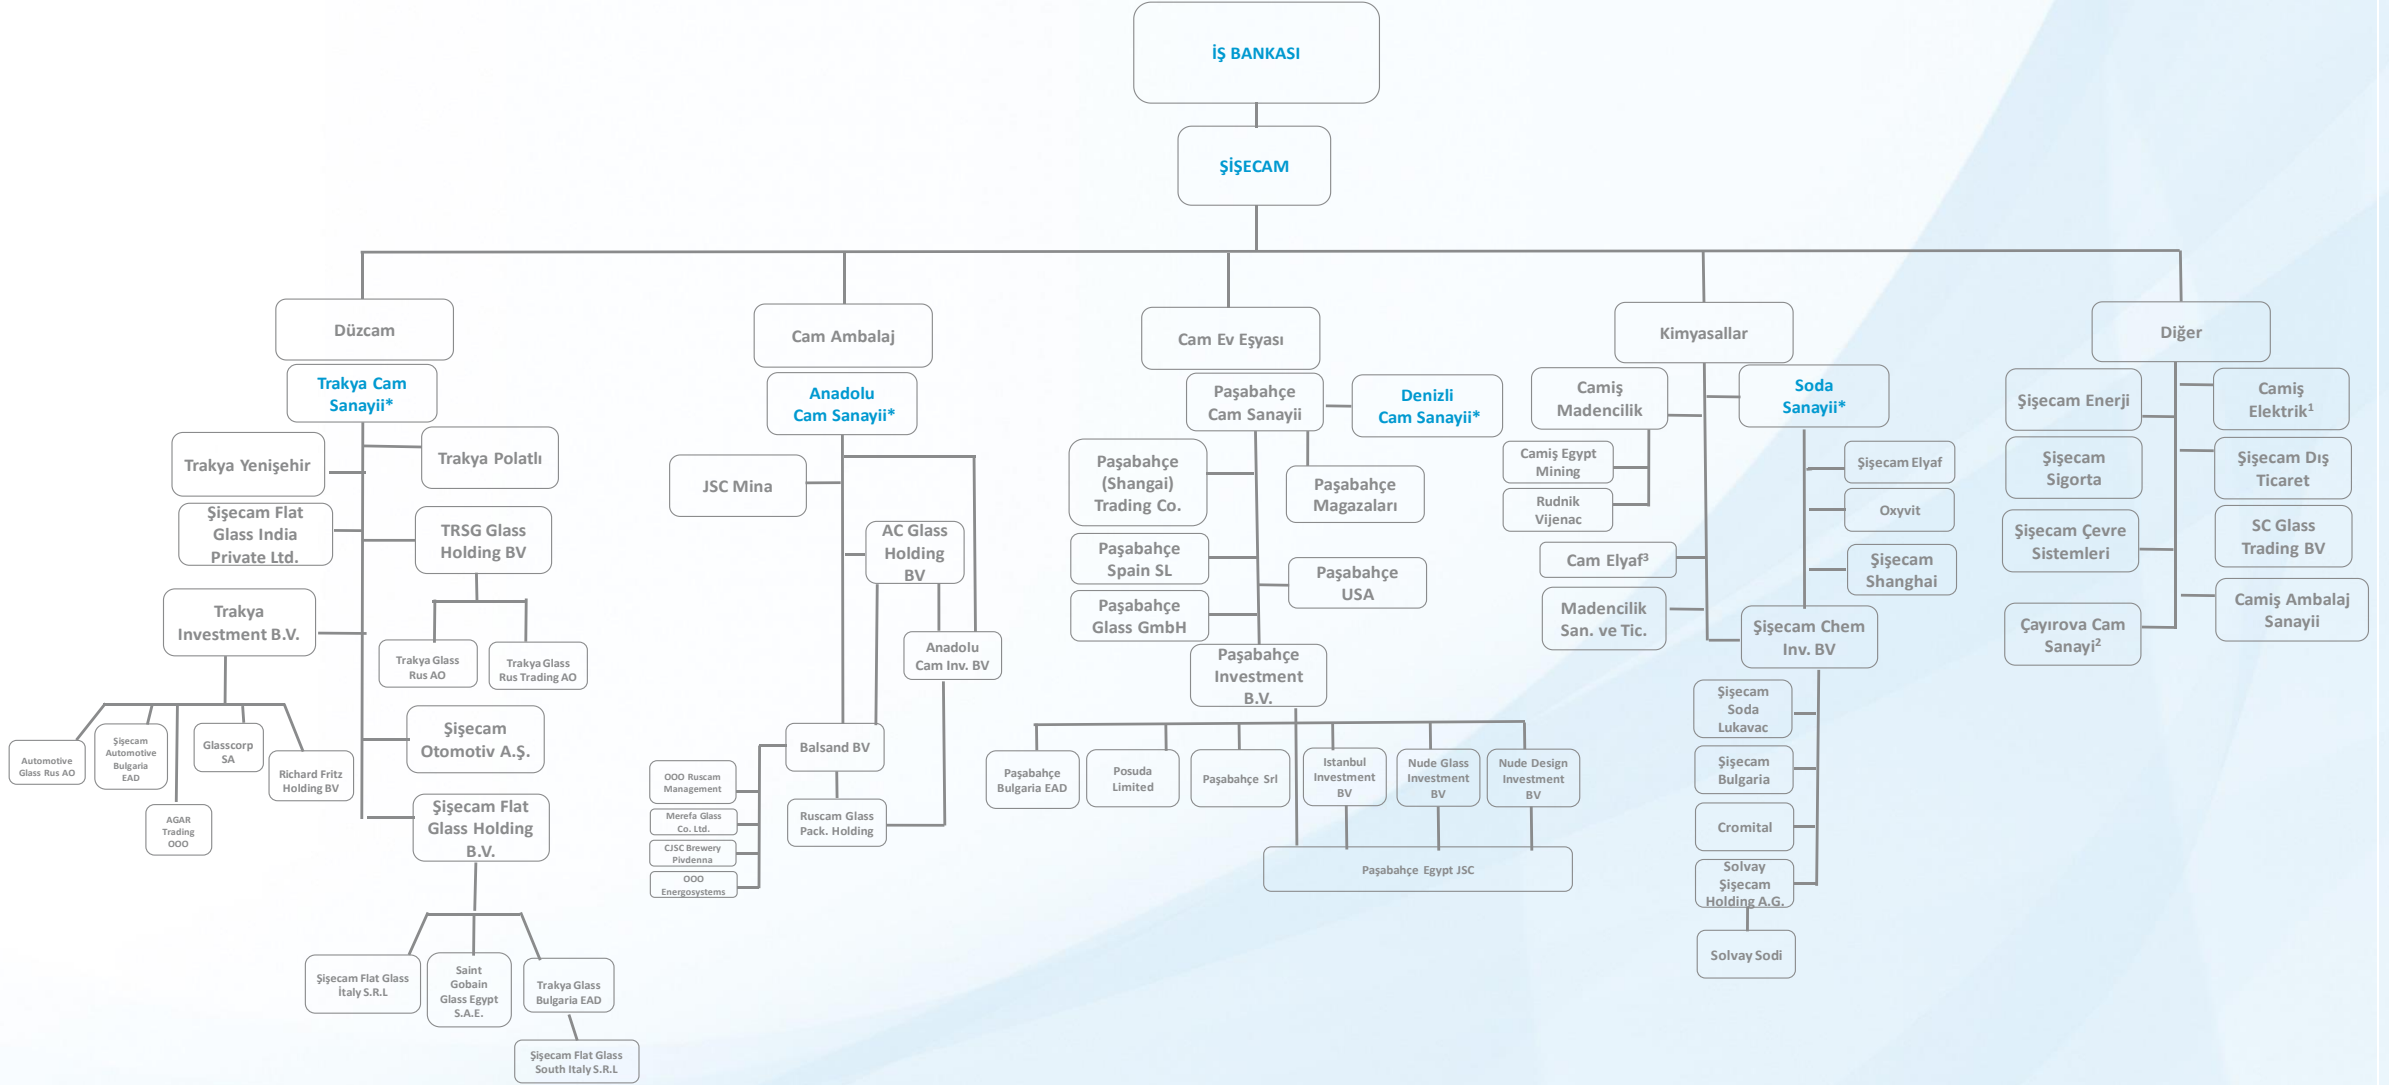 İŞ BANKASI
ŞİŞECAM
Düzcam
Trakya Cam
Sanayii*
Trakya Yenişehir
Trakya Polatlı
Şişecam Flat
Glass India
Private Ltd.
TRSG Glass
Holding BV
Trakya
Investment B.V.
Trakya Glass
Rus AO
Trakya Glass
Rus Trading AO
Automotive
Glass Rus AO
Şişecam
Automotive
Bulgaria
EAD
AGAR
Trading
OOO
Glasscorp
SA
Richard Fritz
Holding BV
Şişecam
Otomotiv A.Ş.
Şişecam Flat
Glass Holding
B.V.
Şişecam Flat Glass
İtaly S.R.L
Saint
Gobain
Glass Egypt
S.A.E.
Trakya Glass
Bulgaria EAD
Şişecam Flat Glass
South Italy S.R.L
Cam Ambalaj
Anadolu
Cam Sanayii*
JSC Mina
AC Glass
Holding
BV
Anadolu
Cam Inv. BV
Balsand BV
OOO Ruscam
Management
Merefa Glass
Co. Ltd.
CJSC Brewery
Pivdenna
OOO
Energosystems
Ruscam Glass
Pack. Holding
Cam Ev Eşyası
Paşabahçe
Cam Sanayii
Denizli
Cam Sanayii*
Paşabahçe
(Shangai)
Trading Co.
Paşabahçe
Magazaları
Paşabahçe
Spain SL
Paşabahçe
USA
Paşabahçe
Glass GmbH
Paşabahçe
Investment
B.V.
Paşabahçe
Bulgaria EAD
Posuda
Limited
Paşabahçe Srl
Istanbul
Investment
BV
Nude Glass
Investment
BV
Nude Design
Investment
BV
Paşabahçe Egypt JSC
Kimyasallar
Camiş
Madencilik
Soda
Sanayii*
Camiş Egypt
Mining
Rudnik
Vijenac
Şişecam Elyaf
Oxyvit
Cam Elyaf³
Şişecam
Shanghai
Madencilik
San. ve Tic.
Şişecam Chem
Inv. BV
Şişecam
Soda
Lukavac
Şişecam
Bulgaria
Cromital
Solvay
Şişecam
Holding A.G.
Solvay Sodi
Diğer
Şişecam Enerji
Camiş
Elektrik¹
Şişecam
Sigorta
Şişecam Dış
Ticaret
Şişecam Çevre
Sistemleri
SC Glass
Trading BV
Çayırova Cam
Sanayi²
Camiş Ambalaj
Sanayii